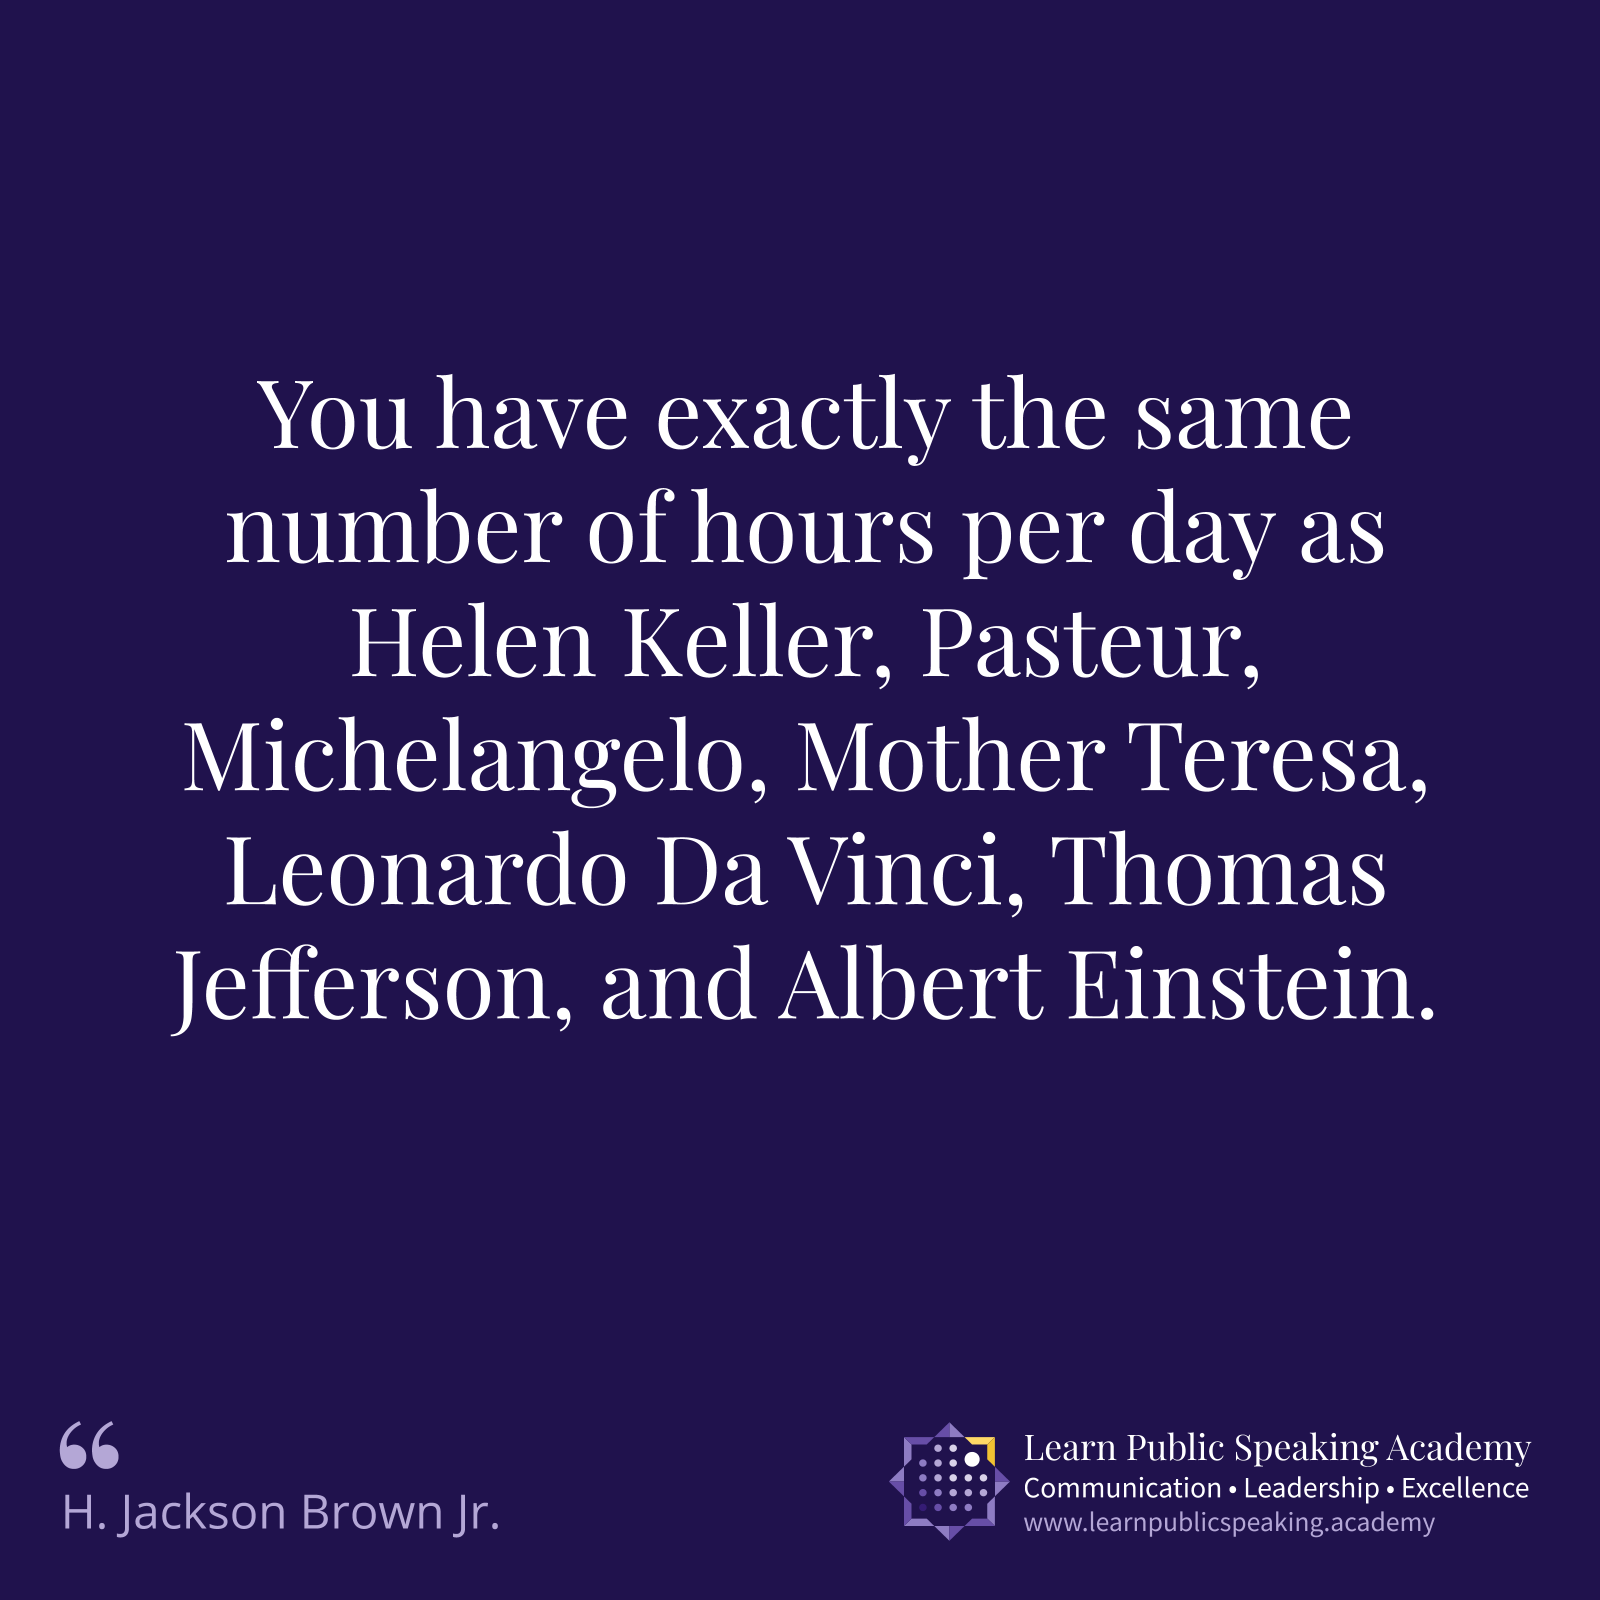 You have exactly the same
number of hours per day as
Helen Keller, Pasteur,
Michelangelo, Mother Teresa,
Leonardo Da Vinci, Thomas
Jefferson, and Albert Einstein.
“
H. Jackson Brown Jr.
Learn Public Speaking Academy
Communication • Leadership • Excellence
www.learnpublicspeaking.academy